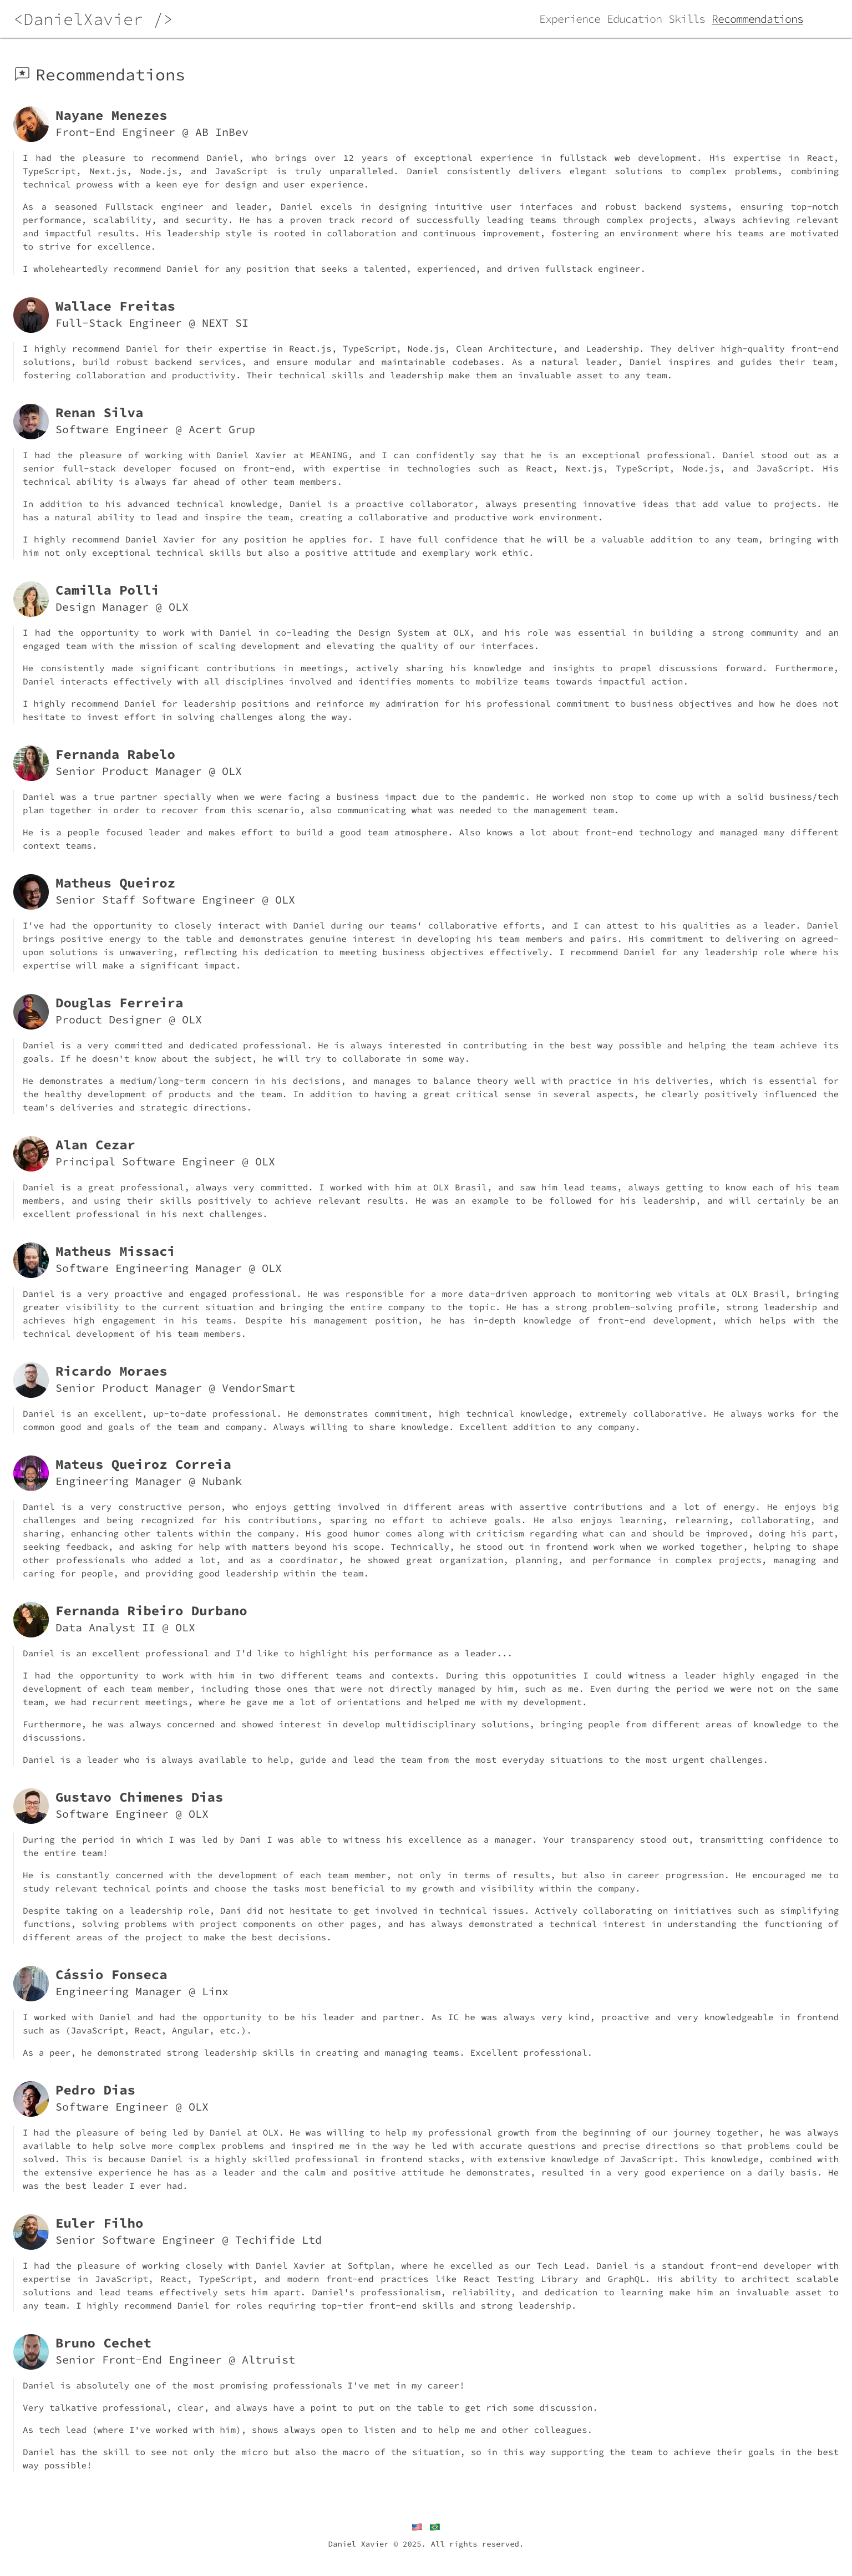 <DanielXavier />
Experience Education Skills Recommendations
Recommendations
Nayane Menezes
Front-End Engineer @ AB InBev
I had the pleasure to recommend Daniel, who brings over 12 years of exceptional experience in fullstack web development. His expertise in React,
TypeScript, Next.js, Node.js, and JavaScript is truly unparalleled. Daniel consistently delivers elegant solutions to complex problems, combining
technical prowess with a keen eye for design and user experience.
As a seasoned Fullstack engineer and leader, Daniel excels in designing intuitive user interfaces and robust backend systems, ensuring top-notch
performance, scalability, and security. He has a proven track record of successfully leading teams through complex projects, always achieving relevant
and impactful results. His leadership style is rooted in collaboration and continuous improvement, fostering an environment where his teams are motivated
to strive for excellence.
I wholeheartedly recommend Daniel for any position that seeks a talented, experienced, and driven fullstack engineer.
Wallace Freitas
Full-Stack Engineer @ NEXT SI
I highly recommend Daniel for their expertise in React.js, TypeScript, Node.js, Clean Architecture, and Leadership. They deliver high-quality front-end
solutions, build robust backend services, and ensure modular and maintainable codebases. As a natural leader, Daniel inspires and guides their team,
fostering collaboration and productivity. Their technical skills and leadership make them an invaluable asset to any team.
Renan Silva
Software Engineer @ Acert Grup
I had the pleasure of working with Daniel Xavier at MEANING, and I can confidently say that he is an exceptional professional. Daniel stood out as a
senior full-stack developer focused on front-end, with expertise in technologies such as React, Next.js, TypeScript, Node.js, and JavaScript. His
technical ability is always far ahead of other team members.
In addition to his advanced technical knowledge, Daniel is a proactive collaborator, always presenting innovative ideas that add value to projects. He
has a natural ability to lead and inspire the team, creating a collaborative and productive work environment.
I highly recommend Daniel Xavier for any position he applies for. I have full confidence that he will be a valuable addition to any team, bringing with
him not only exceptional technical skills but also a positive attitude and exemplary work ethic.
Camilla Polli
Design Manager @ OLX
I had the opportunity to work with Daniel in co-leading the Design System at OLX, and his role was essential in building a strong community and an
engaged team with the mission of scaling development and elevating the quality of our interfaces.
He consistently made significant contributions in meetings, actively sharing his knowledge and insights to propel discussions forward. Furthermore,
Daniel interacts effectively with all disciplines involved and identifies moments to mobilize teams towards impactful action.
I highly recommend Daniel for leadership positions and reinforce my admiration for his professional commitment to business objectives and how he does not
hesitate to invest effort in solving challenges along the way.
Fernanda Rabelo
Senior Product Manager @ OLX
Daniel was a true partner specially when we were facing a business impact due to the pandemic. He worked non stop to come up with a solid business/tech
plan together in order to recover from this scenario, also communicating what was needed to the management team.
He is a people focused leader and makes effort to build a good team atmosphere. Also knows a lot about front-end technology and managed many different
context teams.
Matheus Queiroz
Senior Staff Software Engineer @ OLX
I've had the opportunity to closely interact with Daniel during our teams' collaborative efforts, and I can attest to his qualities as a leader. Daniel
brings positive energy to the table and demonstrates genuine interest in developing his team members and pairs. His commitment to delivering on agreed-
upon solutions is unwavering, reflecting his dedication to meeting business objectives effectively. I recommend Daniel for any leadership role where his
expertise will make a significant impact.
Douglas Ferreira
Product Designer @ OLX
Daniel is a very committed and dedicated professional. He is always interested in contributing in the best way possible and helping the team achieve its
goals. If he doesn't know about the subject, he will try to collaborate in some way.
He demonstrates a medium/long-term concern in his decisions, and manages to balance theory well with practice in his deliveries, which is essential for
the healthy development of products and the team. In addition to having a great critical sense in several aspects, he clearly positively influenced the
team's deliveries and strategic directions.
Alan Cezar
Principal Software Engineer @ OLX
Daniel is a great professional, always very committed. I worked with him at OLX Brasil, and saw him lead teams, always getting to know each of his team
members, and using their skills positively to achieve relevant results. He was an example to be followed for his leadership, and will certainly be an
excellent professional in his next challenges.
Matheus Missaci
Software Engineering Manager @ OLX
Daniel is a very proactive and engaged professional. He was responsible for a more data-driven approach to monitoring web vitals at OLX Brasil, bringing
greater visibility to the current situation and bringing the entire company to the topic. He has a strong problem-solving profile, strong leadership and
achieves high engagement in his teams. Despite his management position, he has in-depth knowledge of front-end development, which helps with the
technical development of his team members.
Ricardo Moraes
Senior Product Manager @ VendorSmart
Daniel is an excellent, up-to-date professional. He demonstrates commitment, high technical knowledge, extremely collaborative. He always works for the
common good and goals of the team and company. Always willing to share knowledge. Excellent addition to any company.
Mateus Queiroz Correia
Engineering Manager @ Nubank
Daniel is a very constructive person, who enjoys getting involved in different areas with assertive contributions and a lot of energy. He enjoys big
challenges and being recognized for his contributions, sparing no effort to achieve goals. He also enjoys learning, relearning, collaborating, and
sharing, enhancing other talents within the company. His good humor comes along with criticism regarding what can and should be improved, doing his part,
seeking feedback, and asking for help with matters beyond his scope. Technically, he stood out in frontend work when we worked together, helping to shape
other professionals who added a lot, and as a coordinator, he showed great organization, planning, and performance in complex projects, managing and
caring for people, and providing good leadership within the team.
Fernanda Ribeiro Durbano
Data Analyst II @ OLX
Daniel is an excellent professional and I'd like to highlight his performance as a leader...
I had the opportunity to work with him in two different teams and contexts. During this oppotunities I could witness a leader highly engaged in the
development of each team member, including those ones that were not directly managed by him, such as me. Even during the period we were not on the same
team, we had recurrent meetings, where he gave me a lot of orientations and helped me with my development.
Furthermore, he was always concerned and showed interest in develop multidisciplinary solutions, bringing people from different areas of knowledge to the
discussions.
Daniel is a leader who is always available to help, guide and lead the team from the most everyday situations to the most urgent challenges.
Gustavo Chimenes Dias
Software Engineer @ OLX
During the period in which I was led by Dani I was able to witness his excellence as a manager. Your transparency stood out, transmitting confidence to
the entire team!
He is constantly concerned with the development of each team member, not only in terms of results, but also in career progression. He encouraged me to
study relevant technical points and choose the tasks most beneficial to my growth and visibility within the company.
Despite taking on a leadership role, Dani did not hesitate to get involved in technical issues. Actively collaborating on initiatives such as simplifying
functions, solving problems with project components on other pages, and has always demonstrated a technical interest in understanding the functioning of
different areas of the project to make the best decisions.
Cássio Fonseca
Engineering Manager @ Linx
I worked with Daniel and had the opportunity to be his leader and partner. As IC he was always very kind, proactive and very knowledgeable in frontend
such as (JavaScript, React, Angular, etc.).
As a peer, he demonstrated strong leadership skills in creating and managing teams. Excellent professional.
Pedro Dias
Software Engineer @ OLX
I had the pleasure of being led by Daniel at OLX. He was willing to help my professional growth from the beginning of our journey together, he was always
available to help solve more complex problems and inspired me in the way he led with accurate questions and precise directions so that problems could be
solved. This is because Daniel is a highly skilled professional in frontend stacks, with extensive knowledge of JavaScript. This knowledge, combined with
the extensive experience he has as a leader and the calm and positive attitude he demonstrates, resulted in a very good experience on a daily basis. He
was the best leader I ever had.
Euler Filho
Senior Software Engineer @ Techifide Ltd
I had the pleasure of working closely with Daniel Xavier at Softplan, where he excelled as our Tech Lead. Daniel is a standout front-end developer with
expertise in JavaScript, React, TypeScript, and modern front-end practices like React Testing Library and GraphQL. His ability to architect scalable
solutions and lead teams effectively sets him apart. Daniel's professionalism, reliability, and dedication to learning make him an invaluable asset to
any team. I highly recommend Daniel for roles requiring top-tier front-end skills and strong leadership.
Bruno Cechet
Senior Front-End Engineer @ Altruist
Daniel is absolutely one of the most promising professionals I've met in my career!
Very talkative professional, clear, and always have a point to put on the table to get rich some discussion.
As tech lead (where I've worked with him), shows always open to listen and to help me and other colleagues.
Daniel has the skill to see not only the micro but also the macro of the situation, so in this way supporting the team to achieve their goals in the best
way possible!
Daniel Xavier © 2025. All rights reserved.